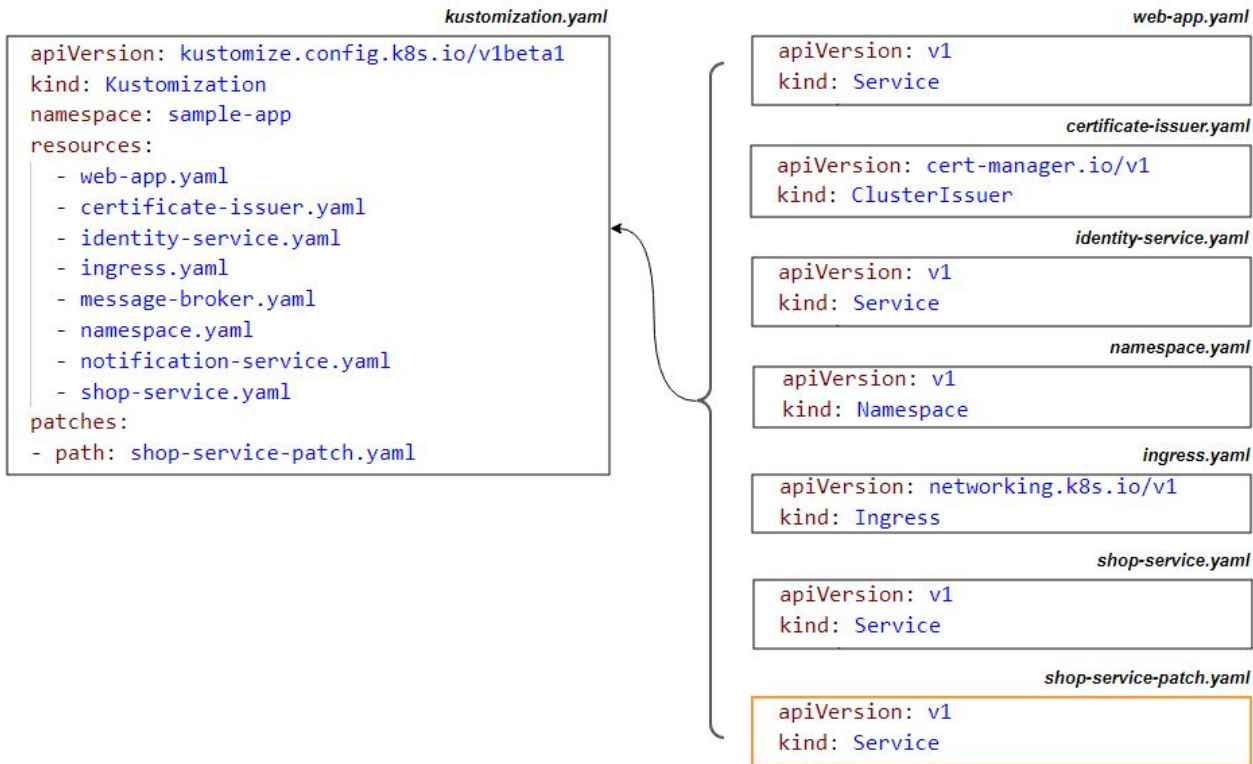 kustomization.yaml
apiVersion: kustomize.config.k8s.io/v1beta1
kind: Kustomization
namespace: sample-app
resources:
- web-app.yaml
- certificate-issuer.yaml
- identity-service.yaml
- ingress.yaml
- message-broker.yaml
- namespace.yaml
- notification-service.yaml
- shop-service.yaml
patches:
- path: shop-service-patch.yaml
web-app.yaml
apiVersion: v1
kind: Service
certificate-issuer.yaml
apiVersion: cert-manager.io/v1
kind: ClusterIssuer
identity-service.yaml
apiVersion: v1
kind: Service
namespace.yaml
apiVersion: v1
kind: Namespace
ingress.yaml
apiVersion: networking.k8s.io/v1
kind: Ingress
shop-service.yaml
apiVersion: v1
kind: Service
shop-service-patch.yaml
apiVersion: v1
kind: Service